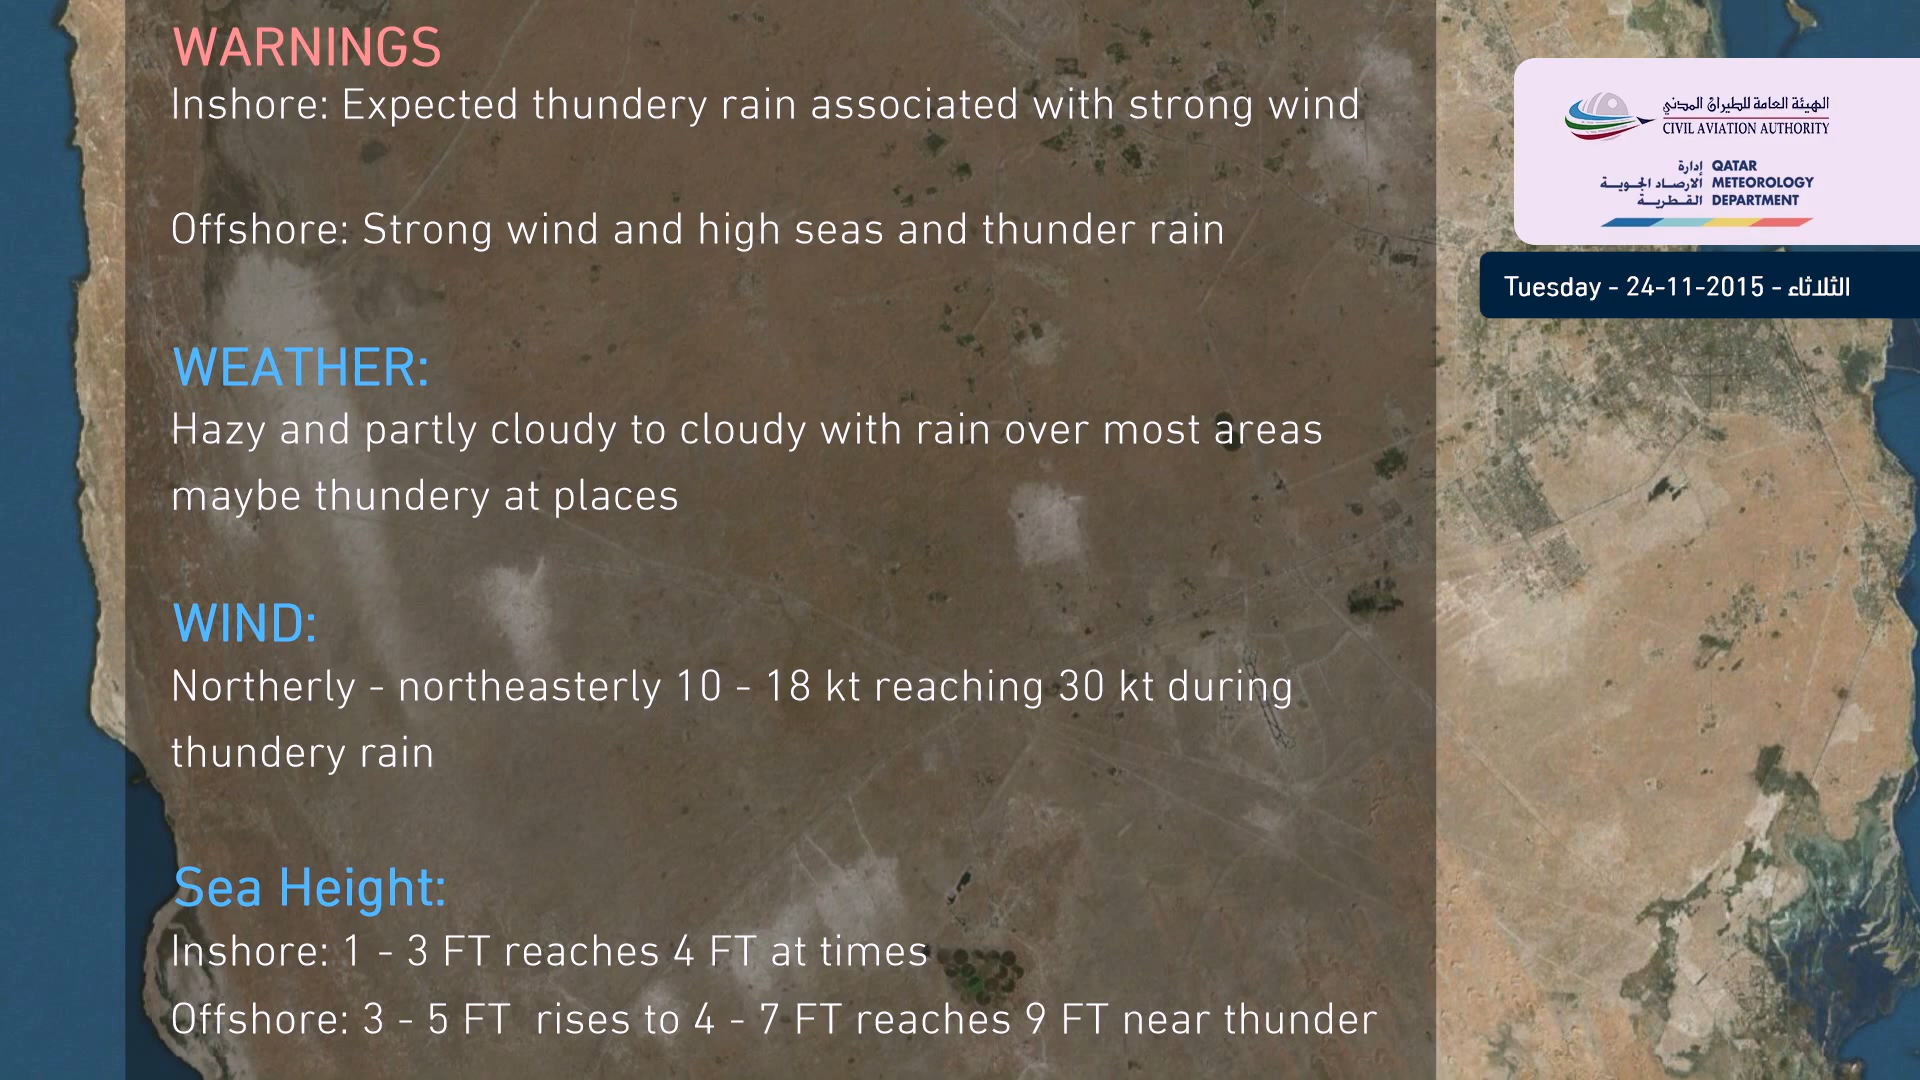 WARNINGS
Inshore: Expected thundery rain associated with strong wind
Offshore: Strong wind and high seas and thunder rain
WEATHER:
Hazy and partly cloudy to cloudy with rain over most areas
maybe thundery at places
WIND:
Northerly - northeasterly 10 - 18 kt reaching 30 kt during
thundery rain
Sea Height:
Inshore: 1 - 3 FT reaches 4 FT at times
Offshore: 3 - 5 FT rises to 4 - 7 FT reaches 9 FT near thunder
الهيئة العامة للطيران المدني
CIVIL AVIATION AUTHORITY
إدارة QATAR
الارصاد الجوية METEOROLOGY
القطرية DEPARTMENT
Tuesday - 24-11-2015 - الثلاثاء